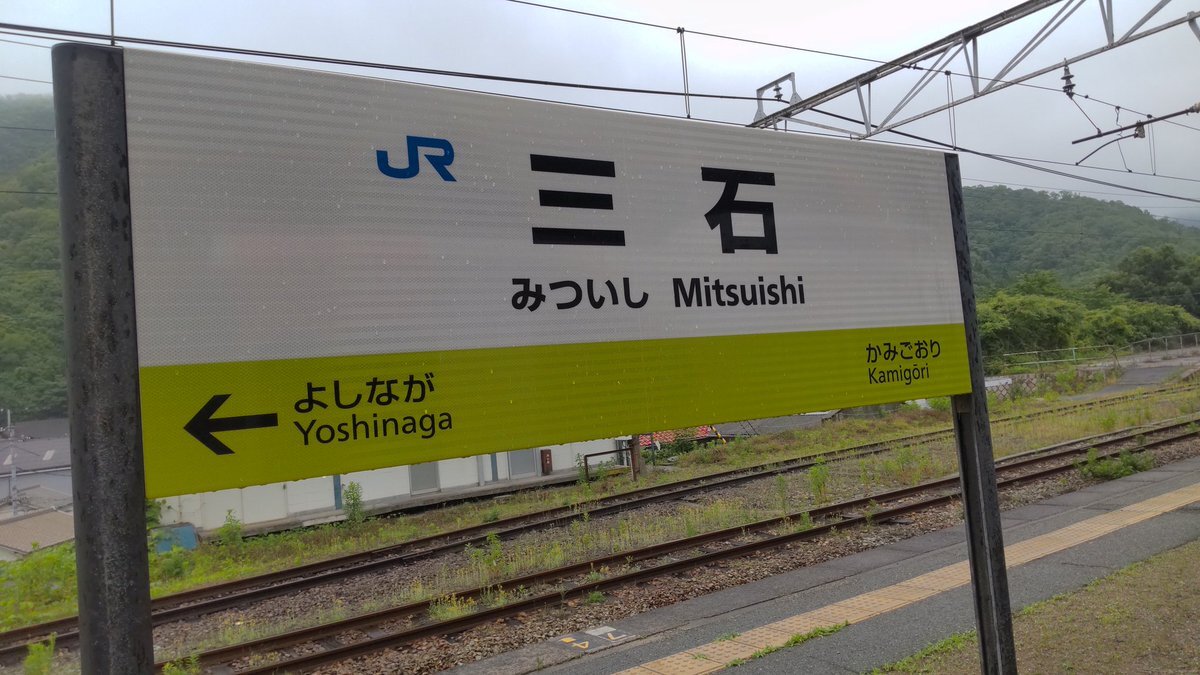 JR 三石
みついし Mitsuishi
よしなが
Yoshinaga
かみごおり
Kamigōri